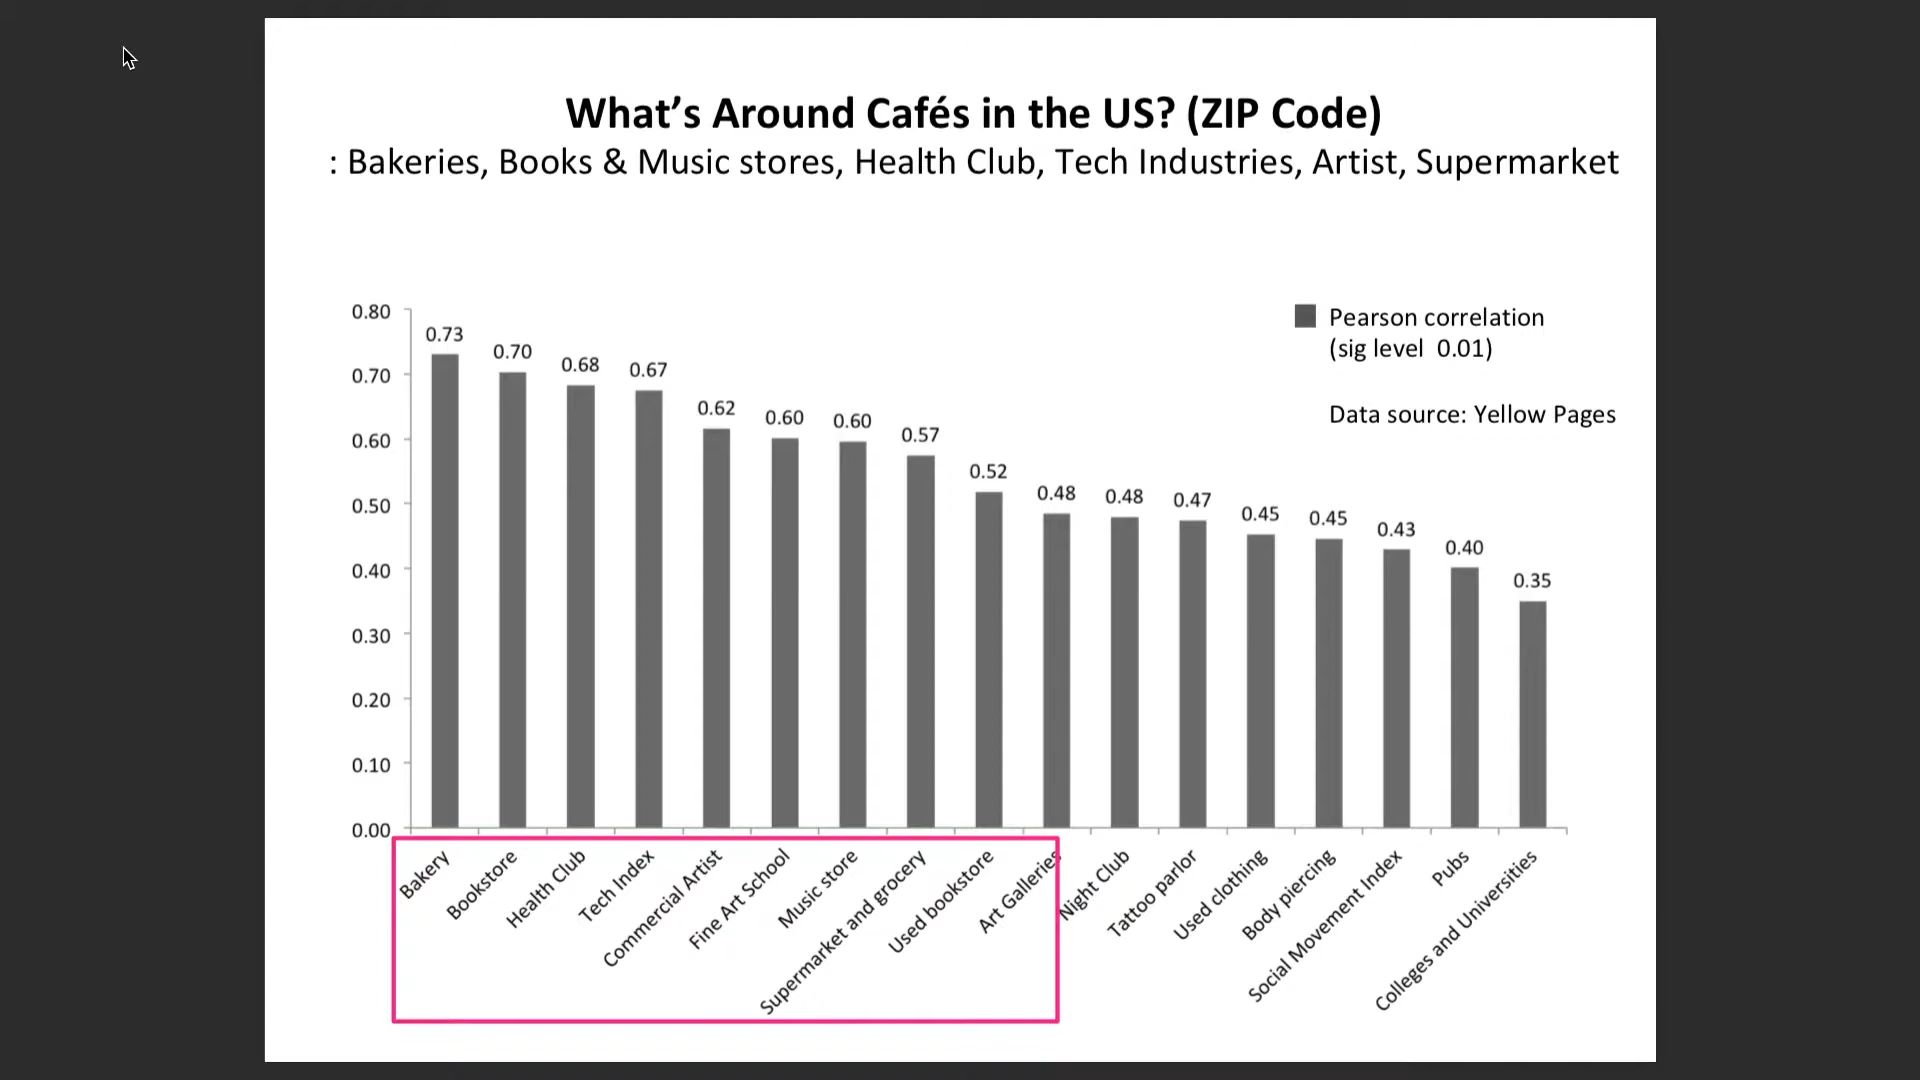 What’s Around Cafés in the US? (ZIP Code)
: Bakeries, Books & Music stores, Health Club, Tech Industries, Artist, Supermarket
Pearson correlation
(sig level 0.01)
Data source: Yellow Pages
0.80
0.70
0.60
0.50
0.40
0.30
0.20
0.10
0.00
0.73
0.70
0.68
0.67
0.62
0.60
0.60
0.57
0.52
0.48
0.48
0.47
0.45
0.45
0.43
0.40
0.35
Bakery
Bookstore
Health Club
Tech Index
Commercial Artist
Fine Art School
Music store
Supermarket and grocery
Used bookstore
Art Galleries
Night Club
Tattoo parlor
Used clothing
Body piercing
Social Movement Index
Pubs
Colleges and Universities